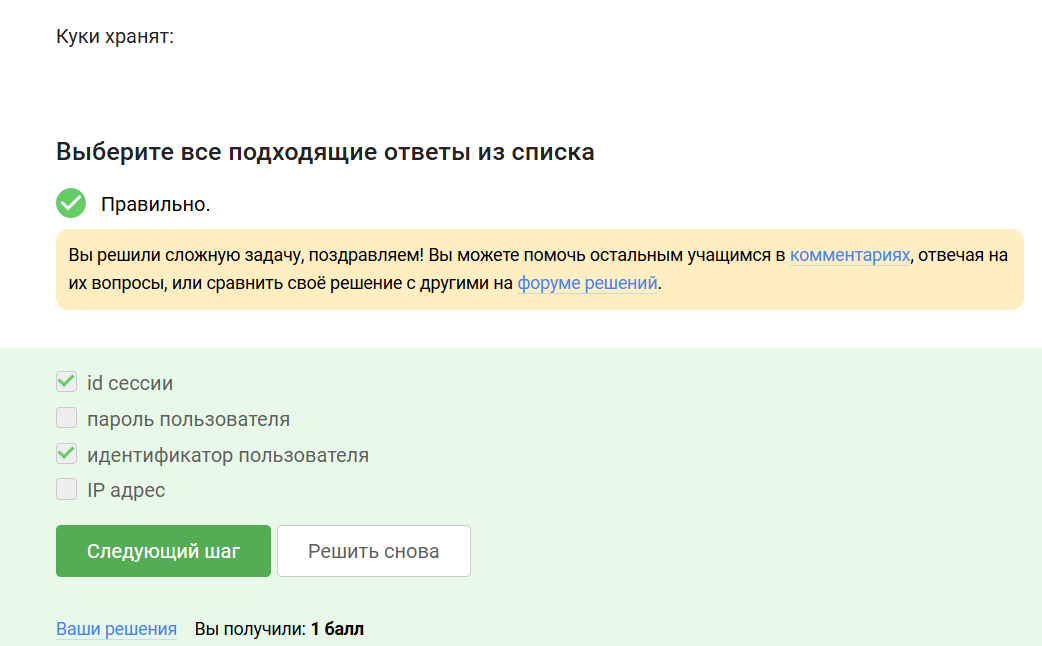 Куки хранят:
Выберите все подходящие ответы из списка
Правильно.
Вы решили сложную задачу, поздравляем! Вы можете помочь остальным учащимся в комментариях, отвечая на
их вопросы, или сравнить своё решение с другими на форуме решений.
id сессии
пароль пользователя
идентификатор пользователя
IP адрес
Следующий шаг Решить снова
Ваши решения Вы получили: 1 балл